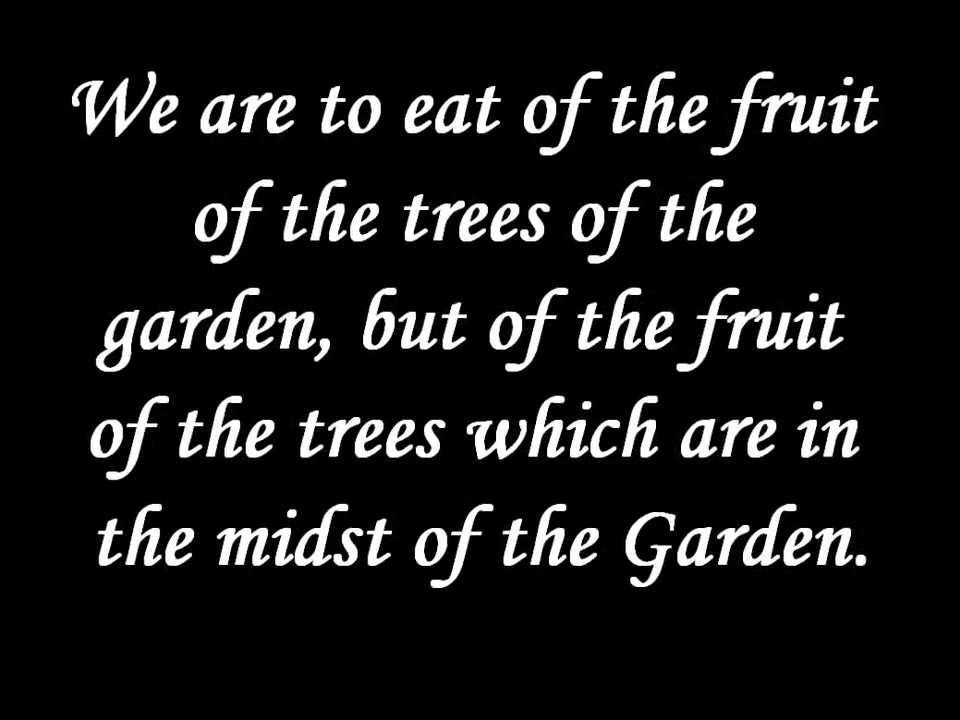 We are to eat of the fruit
of the trees of the
garden, but of the fruit
of the trees which are in
the midst of the Garden.